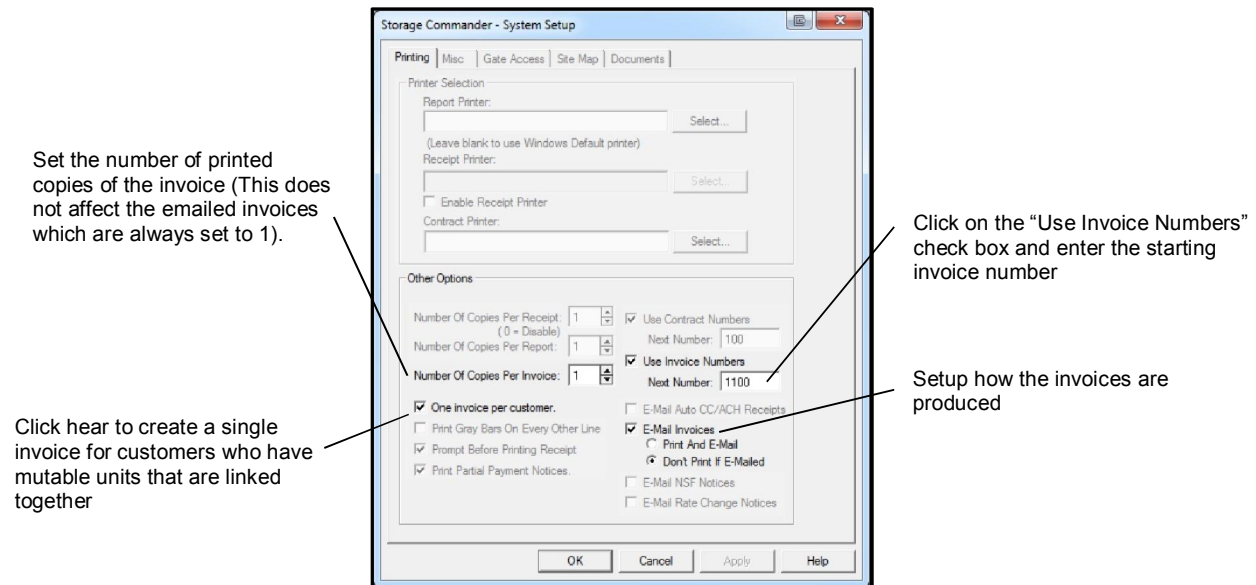 Storage Commander - System Setup
Printing Misc Gate Access Site Map Documents
Printer Selection
Report Printer:
Select...
(Leave blank to use Windows Default printer)
Receipt Printer:
Select...
Enable Receipt Printer
Contract Printer:
Select...
Other Options
Number Of Copies Per Receipt: 1
( 0 = Disable)
Number Of Copies Per Report: 1
Number Of Copies Per Invoice: 1
One invoice per customer.
Print Gray Bars On Every Other Line
Prompt Before Printing Receipt
Print Partial Payment Notices.
Use Contract Numbers
Next Number: 100
Use Invoice Numbers
Next Number: 1100
E-Mail Auto CC/ACH Receipts
E-Mail Invoices
Print And E-Mail
Don't Print If E-Mailed
E-Mail NSF Notices
E-Mail Rate Change Notices
OK Cancel Apply Help
Set the number of printed
copies of the invoice (This does
not affect the emailed invoices
which are always set to 1).
Click hear to create a single
invoice for customers who have
mutable units that are linked
together
Click on the “Use Invoice Numbers”
check box and enter the starting
invoice number
Setup how the invoices are
produced